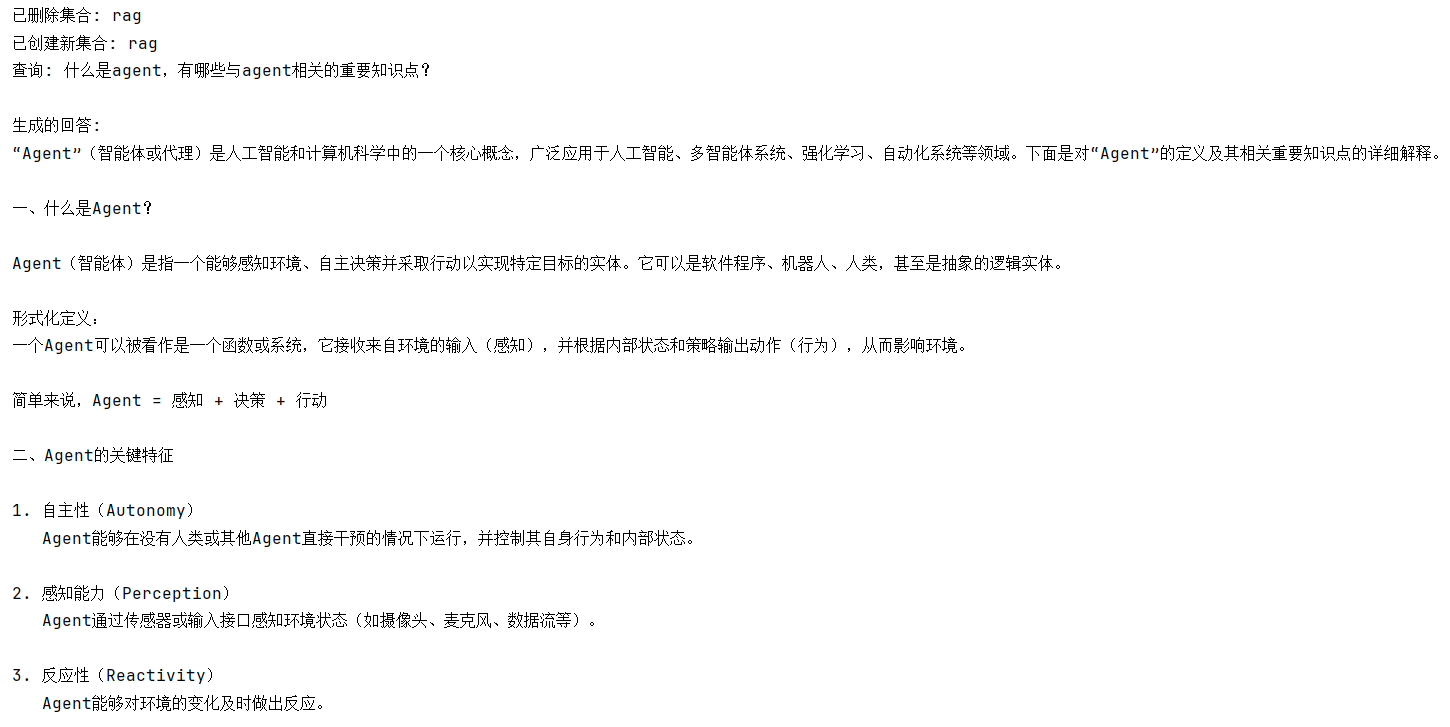 已删除集合: rag
已创建新集合: rag
查询: 什么是agent，有哪些与agent相关的重要知识点？
生成的回答:
“Agent”（智能体或代理）是人工智能和计算机科学中的一个核心概念，广泛应用于人工智能、多智能体系统、强化学习、自动化系统等领域。下面是对“Agent”的定义及其相关重要知识点的详细解释。
一、什么是Agent？
Agent（智能体）是指一个能够感知环境、自主决策并采取行动以实现特定目标的实体。它可以是软件程序、机器人、人类，甚至是抽象的逻辑实体。
形式化定义：
一个Agent可以被看作是一个函数或系统，它接收来自环境的输入（感知），并根据内部状态和策略输出动作（行为），从而影响环境。
简单来说，Agent = 感知 + 决策 + 行动
二、Agent的关键特征
1. 自主性（Autonomy）
Agent能够在没有人类或其他Agent直接干预的情况下运行，并控制其自身行为和内部状态。
2. 感知能力（Perception）
Agent通过传感器或输入接口感知环境状态（如摄像头、麦克风、数据流等）。
3. 反应性（Reactivity）
Agent能够对环境的变化及时做出反应。